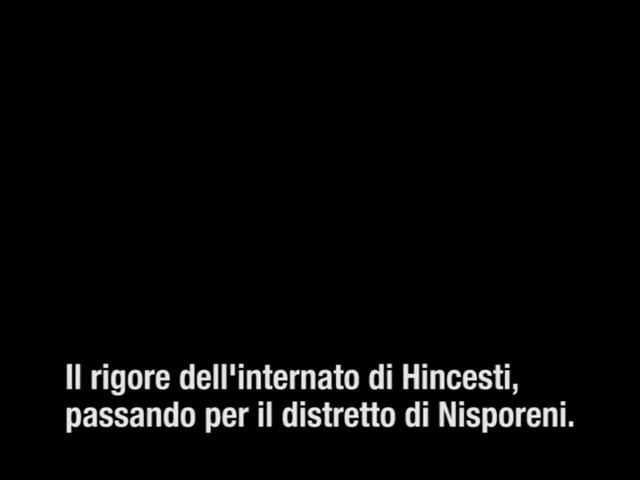 Il rigore dell'internato di Hincesti,
passando per il distretto di Nisporeni.